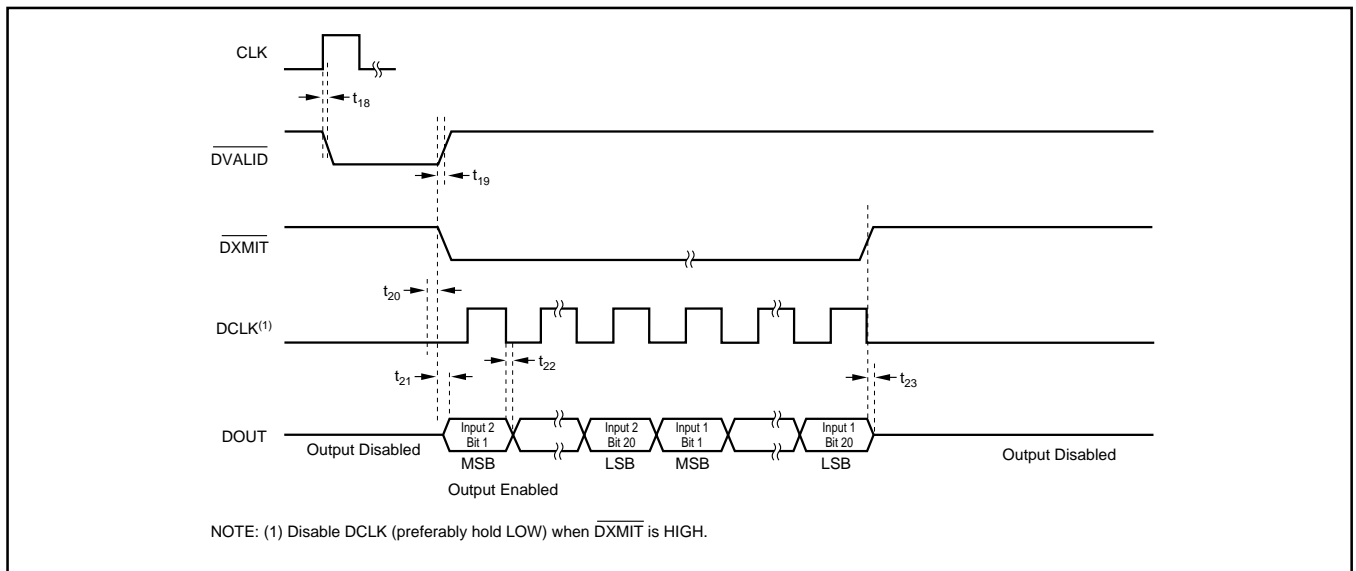 CLK
t18
DVALID
t19
DXMIT
t20
DCLK(1)
t22
t21
t23
DOUT
Input 2
Bit 1
Input 2
Bit 20
Input 1
Bit 1
Input 1
Bit 20
Output Disabled
MSB
LSB
MSB
LSB
Output Disabled
Output Enabled
NOTE: (1) Disable DCLK (preferably hold LOW) when DXMIT is HIGH.